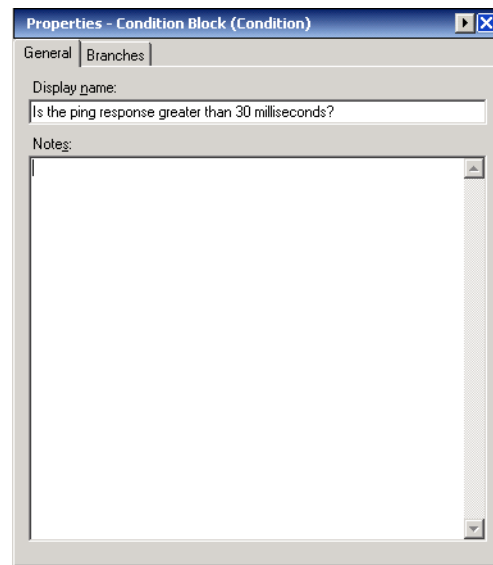 Properties - Condition Block (Condition)
General Branches
Display name:
Is the ping response greater than 30 milliseconds?
Notes: